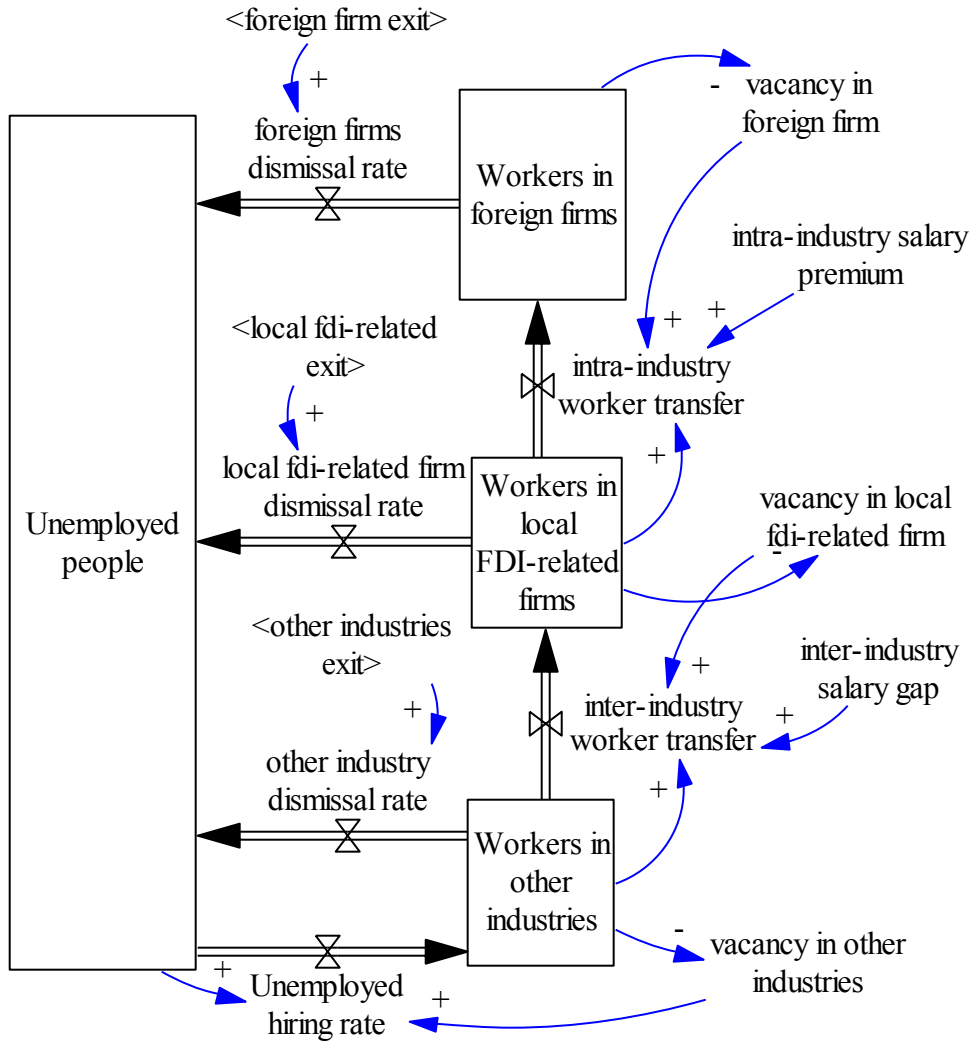 <foreign firm exit>
+
foreign firms
dismissal rate
Workers in
foreign firms
-
vacancy in
foreign firm
intra-industry salary
premium
+
+
<local fdi-related
exit>
+
intra-industry
worker transfer
+
local fdi-related firm
dismissal rate
Workers in
local
FDI-related
firms
vacancy in local
fdi-related firm
-
Unemployed
people
<other industries
exit>
+
+
inter-industry
salary gap
inter-industry
worker transfer
+
+
other industry
dismissal rate
Workers in
other
industries
-
vacancy in other
industries
+
Unemployed
hiring rate
+